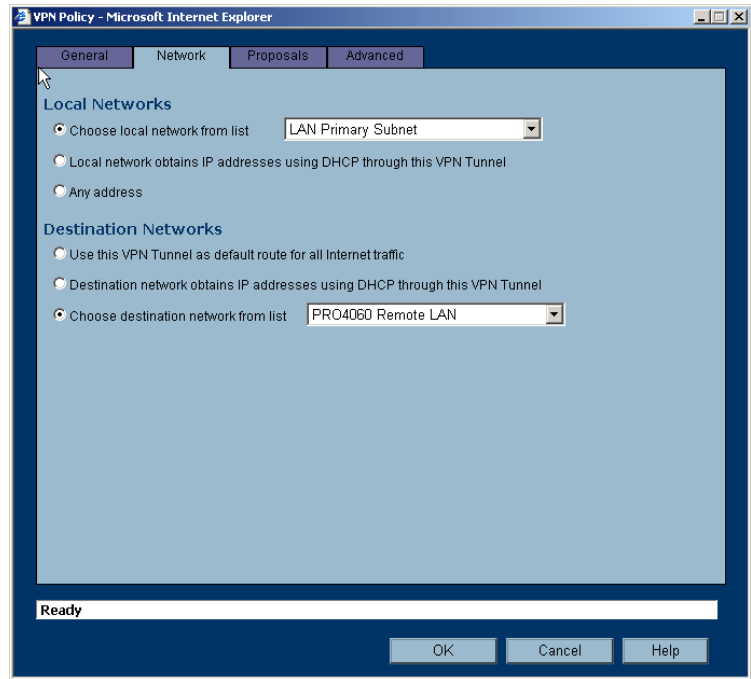 VPN Policy - Microsoft Internet Explorer
General Network Proposals Advanced
Local Networks
Choose local network from list LAN Primary Subnet
Local network obtains IP addresses using DHCP through this VPN Tunnel
Any address
Destination Networks
Use this VPN Tunnel as default route for all Internet traffic
Destination network obtains IP addresses using DHCP through this VPN Tunnel
Choose destination network from list PRO4060 Remote LAN
Ready
OK Cancel Help